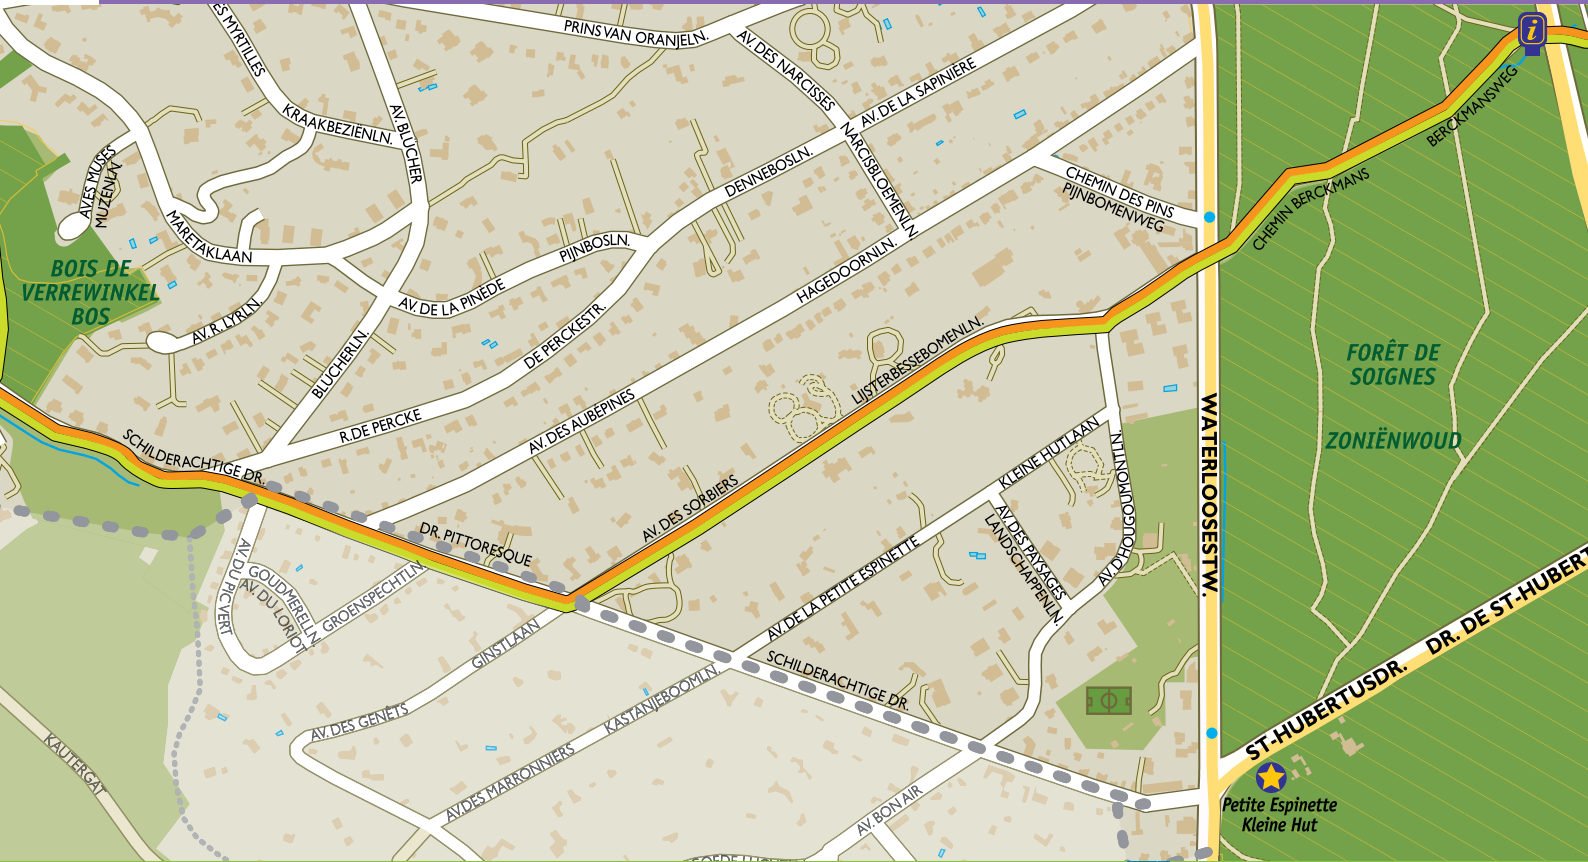 PRINS VAN ORANJELN.
ES MYRTILLES
AV. DES NARCISSES
AV. DE LA SAPINIÈRE
KRAAKBEZIËNLN.
AV. BLÜCHER
NARCISBLOEMENLN
BERCKMANSWEG
AV.ES MUSES
MUZENLN.
DENNEBOSLN.
CHEMIN DES PINS
PIJNBOMENWEG
CHEMIN BERCKMANS
MARETAKLAAN
PIJNBOSLN.
HAGEDOORNLN.
BOIS DE
VERREWINKEL
BOS
AV. DE LA PINÈDE
AV. R. LYRLN.
DE PERCKESTR.
BLÜCHERLN.
LIJSTERBESSEBOMENLN.
FORÊT DE
SOIGNES
ZONIËNWOUD
R.DE PERCKE
AV. DES AUBÉPINES
WATERLOOSESTW.
SCHILDERACHTIGE DR.
KLEINE HUTLAAN
HOUGOUMONTLN.
AV. D'
AV. DES SORBIERS
DR. PITTORESQUE
AV. DES PAYSAGES
LANDSCHAPPENLN.
AV. DU PICVERT
GOUDMERELLN.
AV. DU LORIOT
GROENSPECHTLN.
AV. DE LA PETITE ESPINETTE
DR. DE ST-HUBERT
GINSTLAAN
SCHILDERACHTIGE DR.
KASTANJEBOOMLN.
ST-HUBERTUSDR.
AV. DES GENÊTS
KAUTERGAT
AV.DES MARRONNIERS
AV. BON AIR
Petite Espinette
Kleine Hut